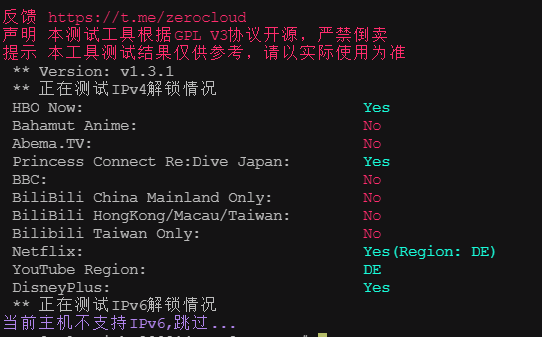 反馈 https://t.me/zerocloud
声明 本测试工具根据GPL V3协议开源，严禁倒卖
提示 本工具测试结果仅供参考，请以实际使用为准
** Version: v1.3.1
** 正在测试IPv4解锁情况
HBO Now: Yes
Bahamut Anime: No
Abema.TV: No
Princess Connect Re:Dive Japan: Yes
BBC: No
BiliBili China Mainland Only: No
BiliBili HongKong/Macau/Taiwan: No
Bilibili Taiwan Only: No
Netflix: Yes(Region: DE)
YouTube Region: DE
DisneyPlus: Yes
** 正在测试IPv6解锁情况
当前主机不支持IPv6,跳过...